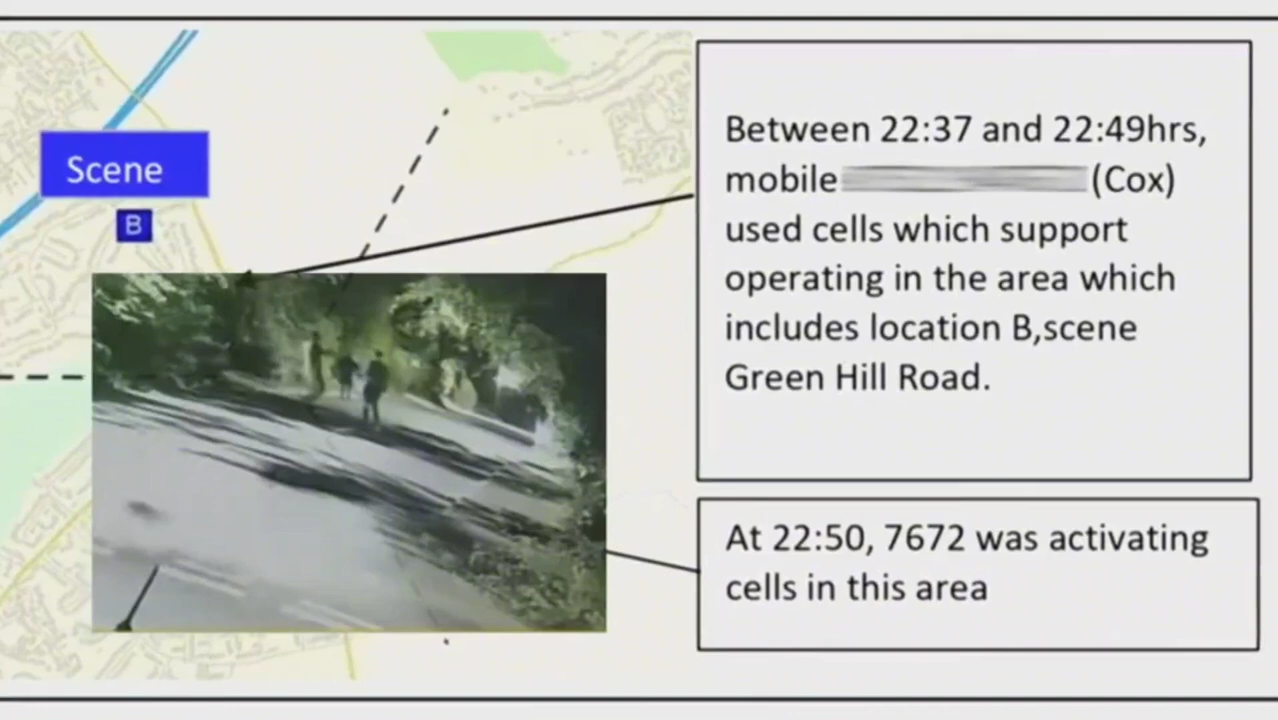 Scene
B
Between 22:37 and 22:49hrs,
mobile (Cox)
used cells which support
operating in the area which
includes location B,scene
Green Hill Road.
At 22:50, 7672 was activating
cells in this area